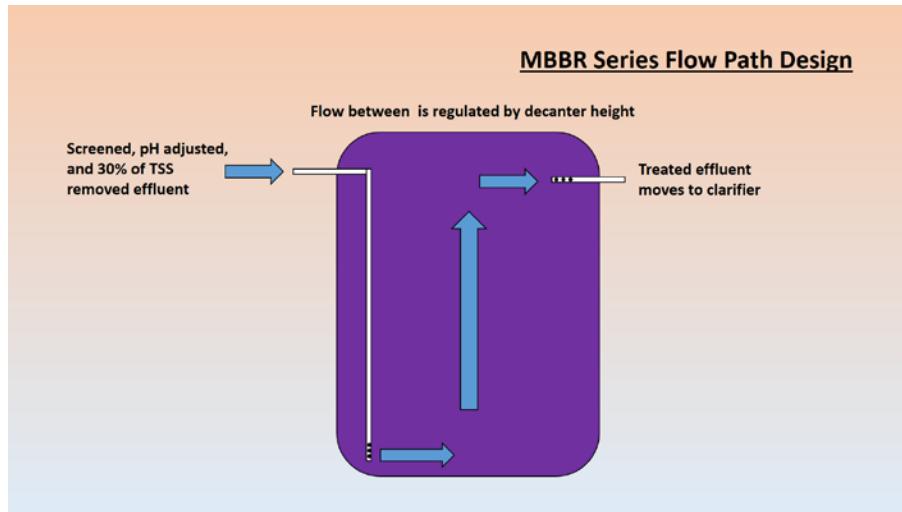 MBBR Series Flow Path Design
Flow between  is regulated by decanter height
Screened, pH adjusted,
and 30% of TSS
removed effluent
Treated effluent
moves to clarifier